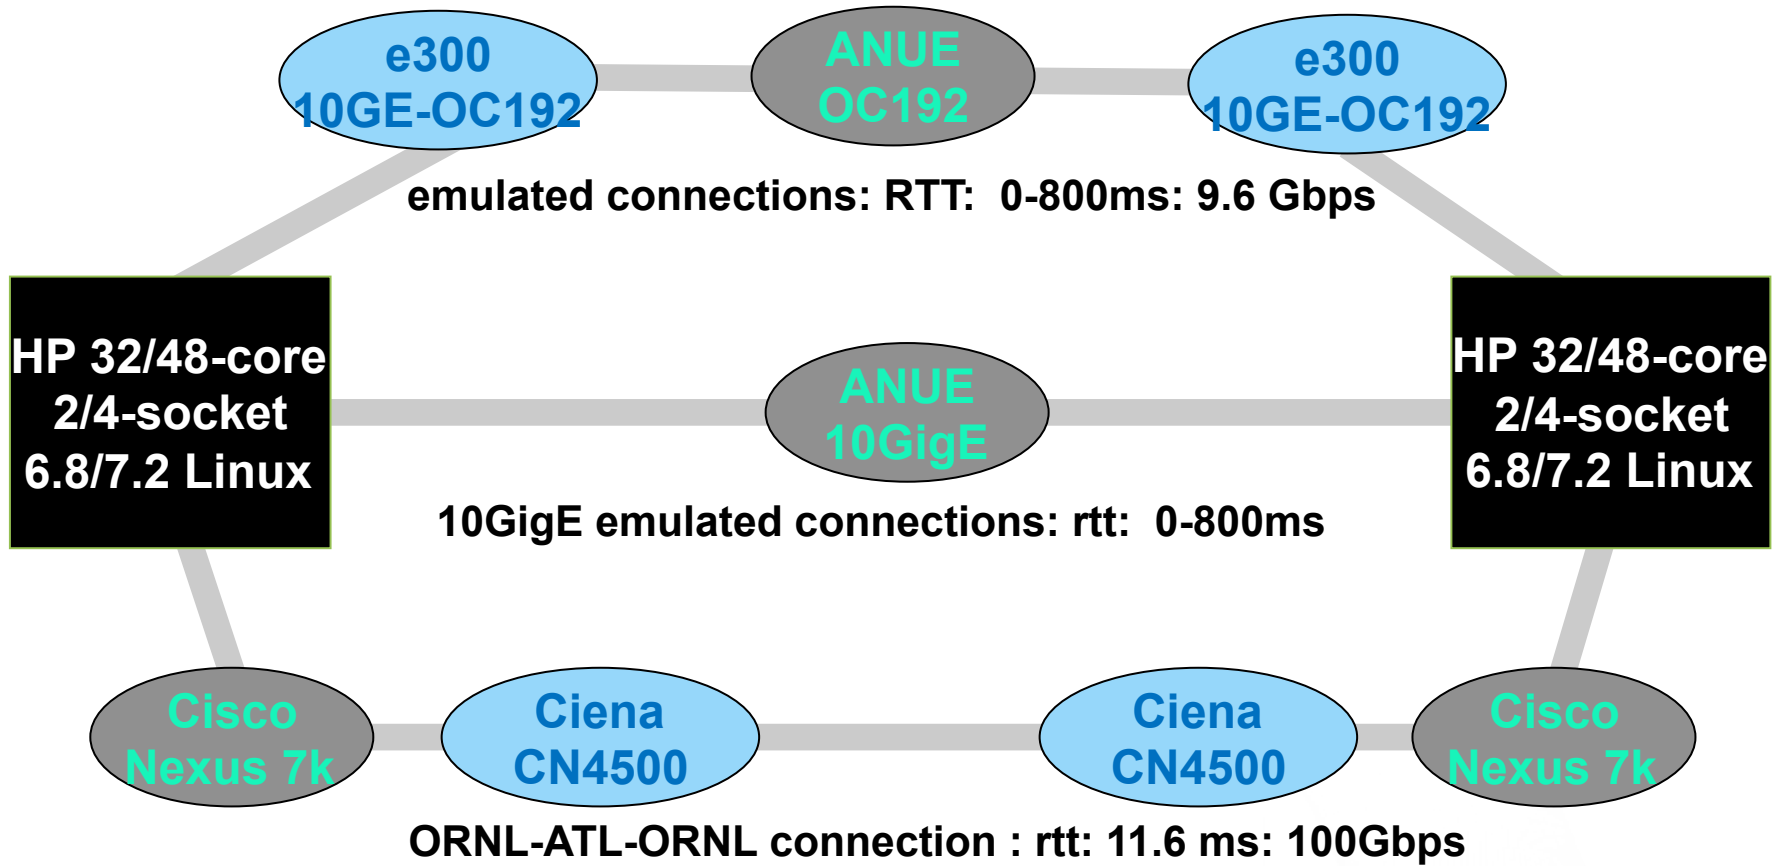 e300
10GE-OC192
ANUE
OC192
e300
10GE-OC192
emulated connections: RTT:  0-800ms: 9.6 Gbps
HP 32/48-core
2/4-socket
6.8/7.2 Linux
ANUE
10GigE
HP 32/48-core
2/4-socket
6.8/7.2 Linux
10GigE emulated connections: rtt:  0-800ms
Cisco
Nexus 7k
Ciena
CN4500
Ciena
CN4500
Cisco
Nexus 7k
ORNL-ATL-ORNL connection : rtt: 11.6 ms: 100Gbps